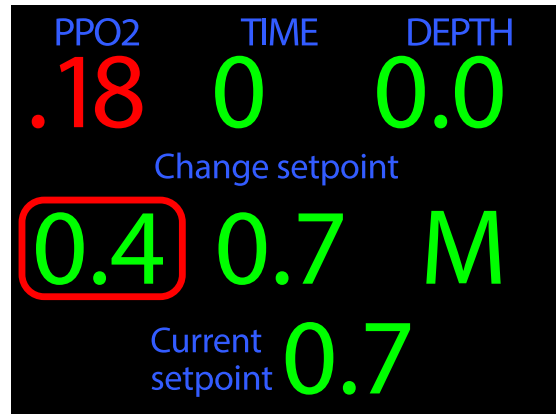 PPO2 TIME DEPTH
.18 0 0.0
Change setpoint
0.4 0.7 M
Current
setpoint 0.7